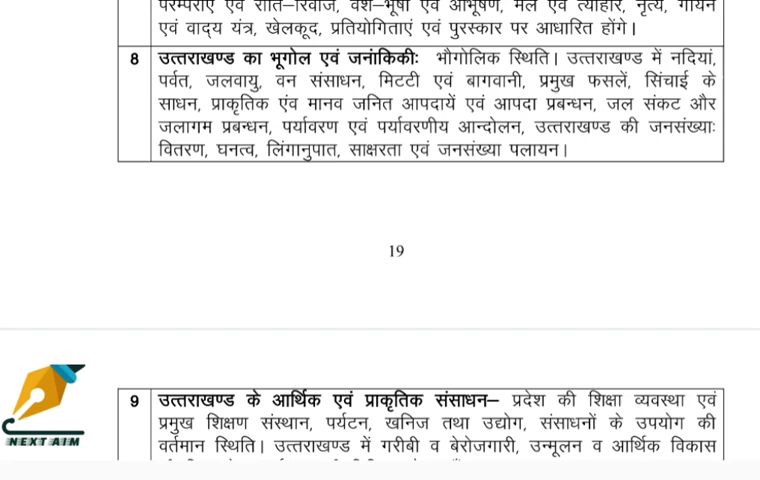 परम्पराएं एवं रीति–रिवाज, वेश–भूषा एवं आभूषण, मेले एवं त्योहार, नृत्य, गायन
एवं वाद्य यंत्र, खेलकूद, प्रतियोगिताएं एवं पुरस्कार पर आधारित होंगे।
8 उत्तराखण्ड का भूगोल एवं जनांकिकीः भौगोलिक स्थिति। उत्तराखण्ड में नदियां,
पर्वत, जलवायु, वन संसाधन, मिटटी एवं बागवानी, प्रमुख फसलें, सिंचाई के
साधन, प्राकृतिक एंव मानव जनित आपदायें एवं आपदा प्रबन्धन, जल संकट और
जलागम प्रबन्धन, पर्यावरण एवं पर्यावरणीय आन्दोलन, उत्तराखण्ड की जनसंख्याः
वितरण, घनत्व, लिंगानुपात, साक्षरता एवं जनसंख्या पलायन।
19
9 उत्तराखण्ड के आर्थिक एवं प्राकृतिक संसाधन– प्रदेश की शिक्षा व्यवस्था एवं
प्रमुख शिक्षण संस्थान, पर्यटन, खनिज तथा उद्योग, संसाधनों के उपयोग की
वर्तमान स्थिति। उत्तराखण्ड में गरीबी व बेरोजगारी, उन्मूलन व आर्थिक विकास
NEXT AIM